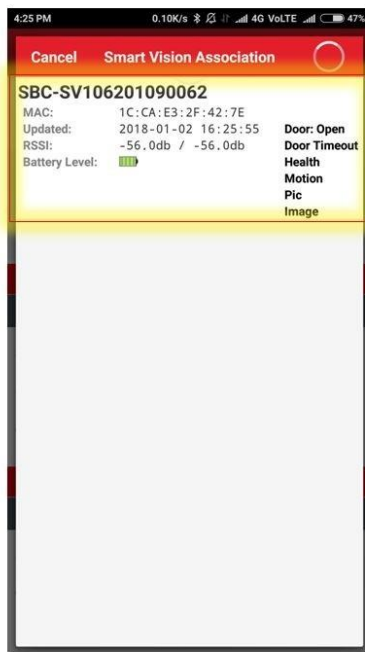 4:25 PM 0.10K/s 4G VoLTE 47%
Cancel Smart Vision Association
SBC-SV106201090062
MAC: 1C:CA:E3:2F:42:7E
Updated: 2018-01-02 16:25:55 Door: Open
RSSI: -56.0db / -56.0db Door Timeout
Battery Level: Health
Motion
Pic
Image